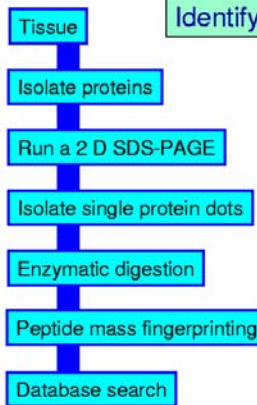 Identify
Tissue
Isolate proteins
Run a 2 D SDS-PAGE
Isolate single protein dots
Enzymatic digestion
Peptide mass fingerprinting
Database search